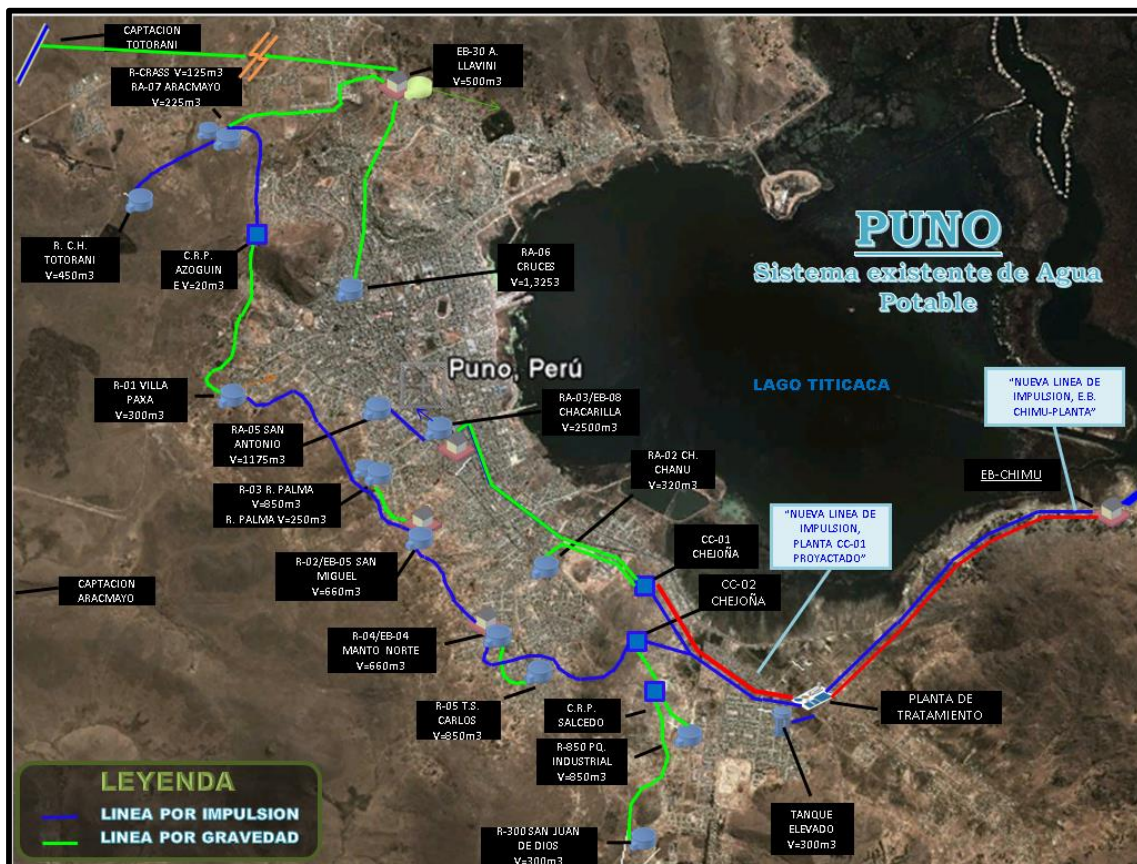 CAPTACION
TOTORANI
R-CRASS V=125m3
RA-07 ARACMAYO
V=225m3
EB-30 A.
LLAVINI
V=500m3
R. C.H.
TOTORANI
V=450m3
C.R.P.
AZOGUIN
E V=20m3
RA-06
CRUCES
V=1,3253
PUNO
Sistema existente de Agua
Potable
Puno, Perú
LAGO TITICACA
R-01 VILLA
PAXA
V=300m3
RA-05 SAN
ANTONIO
V=1175m3
RA-03/EB-08
CHACARILLA
V=2500m3
"NUEVA LINEA DE
IMPULSION, E.B.
CHIMU-PLANTA"
EB-CHIMU
R-03 R. PALMA
V=850m3
R. PALMA V=250m3
RA-02 CH.
CHANU
V=320m3
"NUEVA LINEA DE
IMPULSION,
PLANTA CC-01
PROYACTADO"
R-02/EB-05 SAN
MIGUEL
V=660m3
CC-01
CHEJOÑA
CC-02
CHEJOÑA
CAPTACION
ARACMAYO
R-04/EB-04
MANTO NORTE
V=660m3
R-05 T.S.
CARLOS
V=850m3
C.R.P.
SALCEDO
PLANTA DE
TRATAMIENTO
R-850 PQ.
INDUSTRIAL
V=850m3
TANQUE
ELEVADO
V=300m3
R-300 SAN JUAN
DE DIOS
V=300m3
LEYENDA
LINEA POR IMPULSION
LINEA POR GRAVEDAD